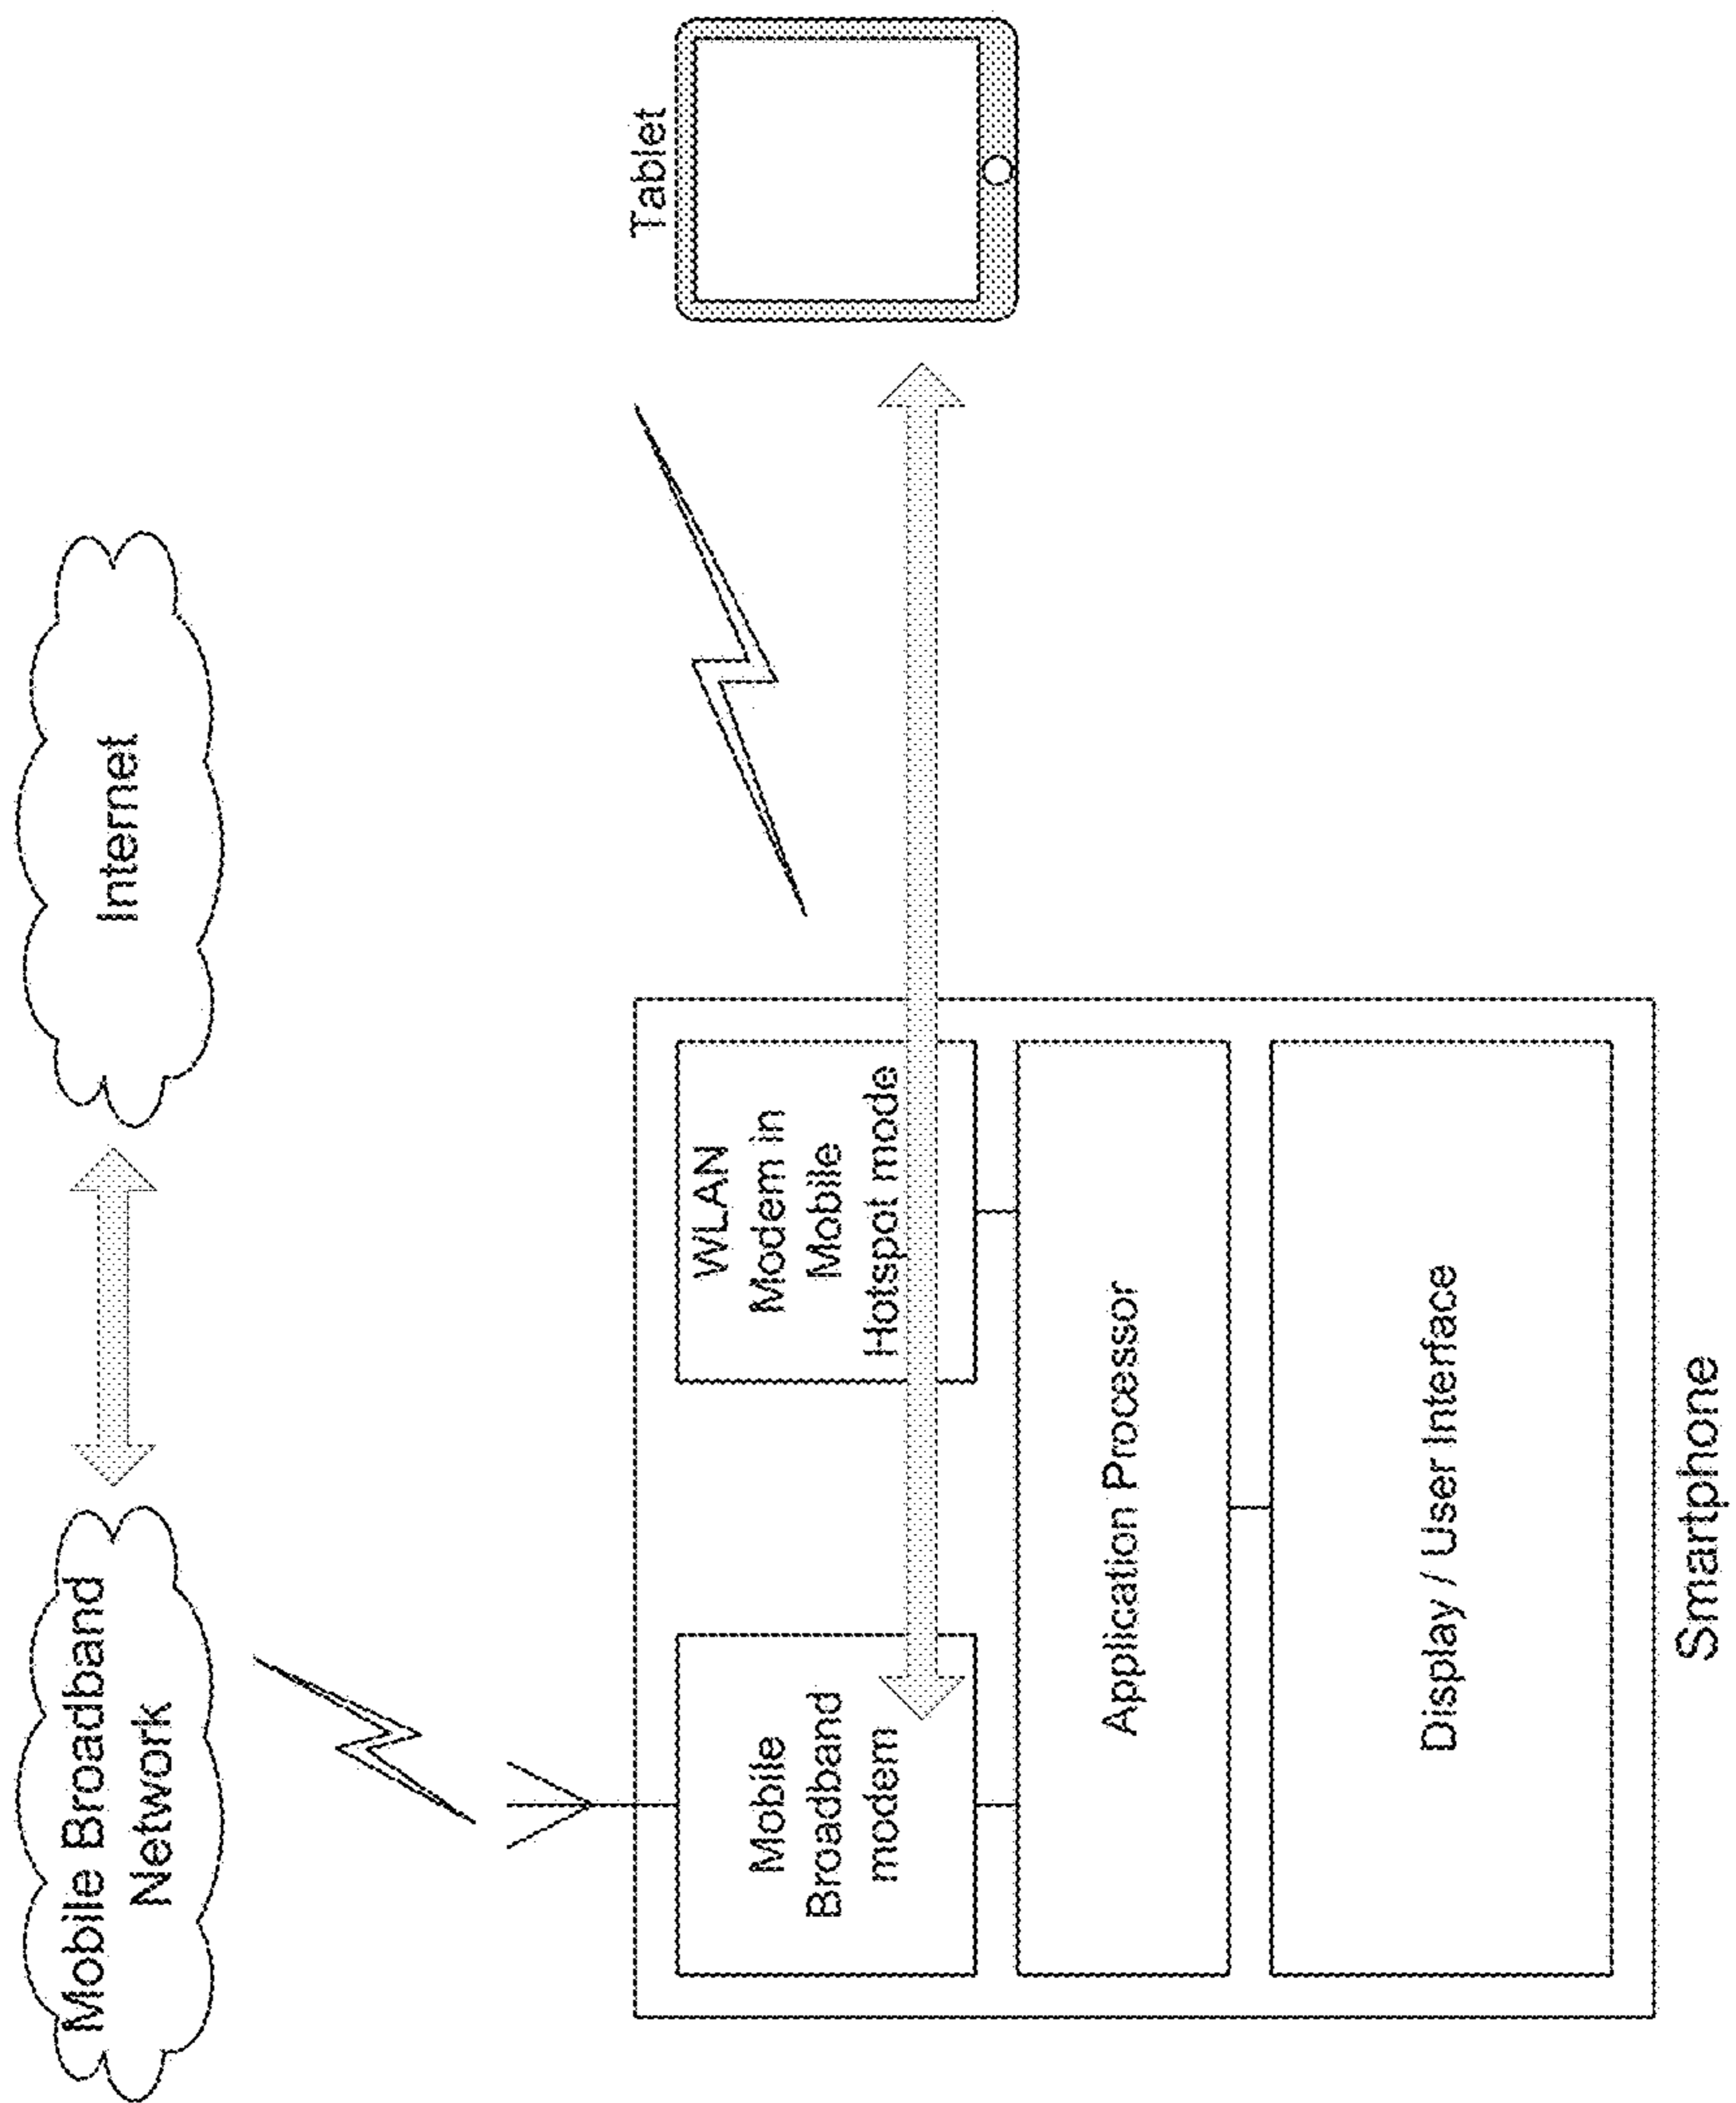 Mobile Broadband
Network
Internet
Tablet
Mobile
Broadband
modem
WLAN
Modem in
Mobile
Hotspot mode
Application Processor
Display / User Interface
Smartphone